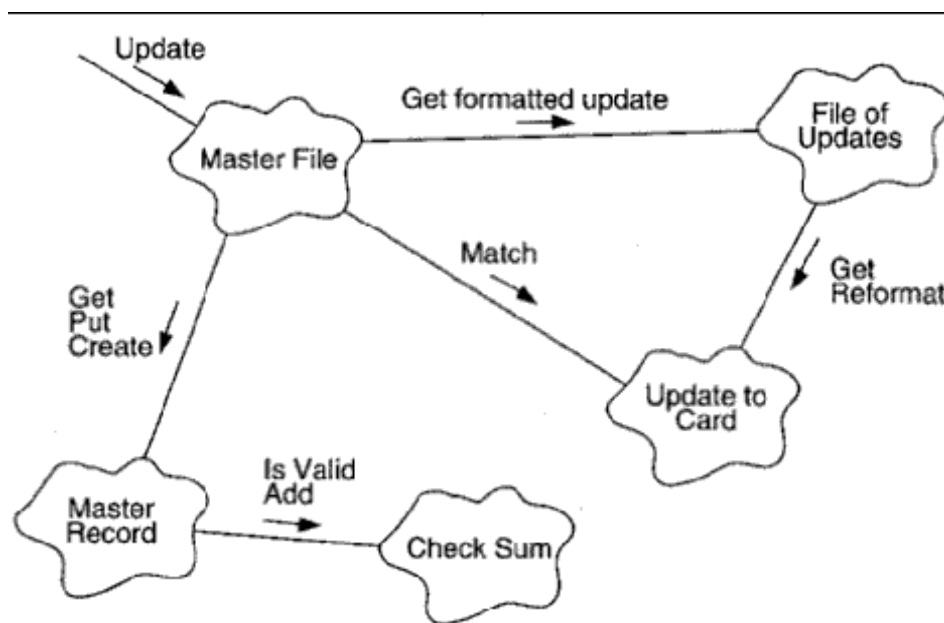 Update
Get formatted update
File of
Updates
Master File
Match
Get
Reformat
Get
Put
Create
Update to
Card
Is Valid
Add
Master
Record
Check Sum